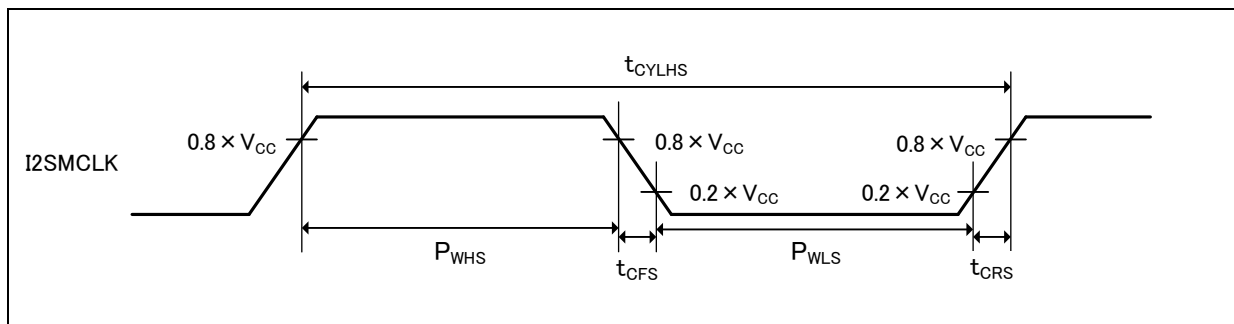 tCYLHS
0.8 × VCC
0.8 × VCC
0.8 × VCC
I2SMCLK
0.2 × VCC
0.2 × VCC
PWHS
tCFS
PWLS
tCRS